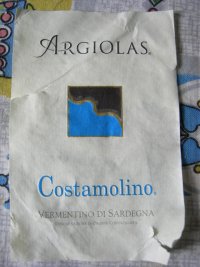 ARGIOLAS®
Costamolino®
VERMENTINO DI SARDEGNA